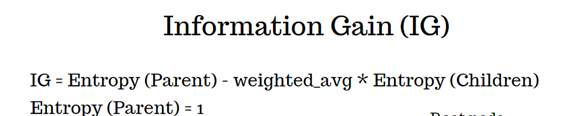 Information Gain (IG)
IG = Entropy (Parent) - weighted_avg * Entropy (Children)
Entropy (Parent) = 1